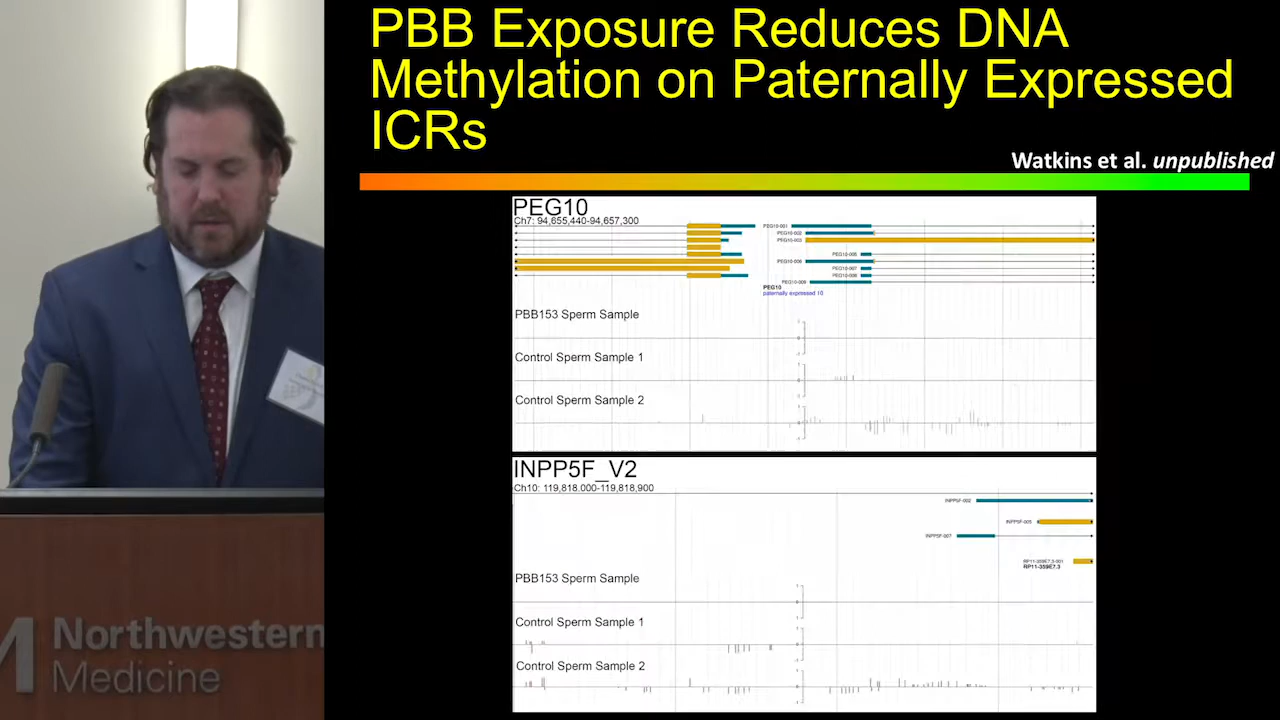 PBB Exposure Reduces DNA
Methylation on Paternally Expressed
ICRs
Watkins et al. unpublished
PEG10
Ch7: 94,655,440-94,657,300
PEG10-001
PEG10-002
PEG10-003
PEG10-005
PEG10-006
PEG10-007
PEG10-008
PEG10-009
PEG10
paternally expressed 10
PBB153 Sperm Sample
Control Sperm Sample 1
Control Sperm Sample 2
INPP5F_V2
Ch10: 119,818.000-119,818,900
INPP5F-002
INPP5F-005
INPP5F-007
RP11-359E7.3-001
RP11-359E7.3
PBB153 Sperm Sample
Control Sperm Sample 1
Control Sperm Sample 2
Northwestern
Medicine